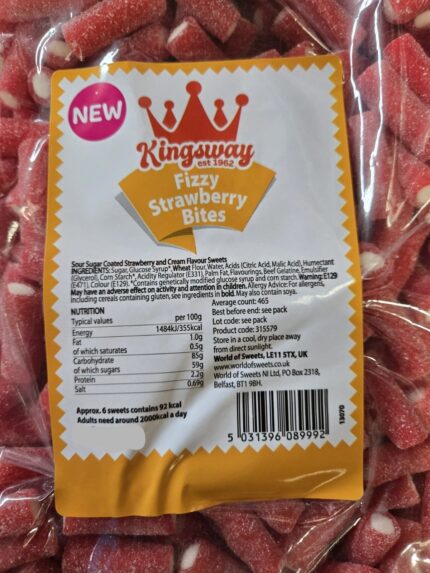 NEW
Kingsway
est 1962
Fizzy
Strawberry
Bites
Sour Sugar Coated Strawberry and Cream Flavour Sweets
INGREDIENTS: Sugar, Glucose Syrup*, Wheat Flour, Water, Acids (Citric Acid, Malic Acid), Humectant
(Glycerol), Corn Starch*, Acidity Regulator (E331), Palm Fat, Flavourings, Beef Gelatine, Emulsifier
(E471), Colour (E129). *Contains genetically modified glucose syrup and corn starch. Warning: E129
May have an adverse effect on activity and attention in children. Allergy Advice: For allergens,
including cereals containing gluten, see ingredients in bold. May also contain soya.
NUTRITION
Typical values per 100g
Energy 1484kJ/355kcal
Fat 1.0g
of which saturates 0.5g
Carbohydrate 85g
of which sugars 59g
Protein 2.2g
Salt 0.69g
Approx. 6 sweets contains 92 kcal
Adults need around 2000kcal a day
Average count: 465
Best before end: see pack
Lot code: see pack
Product code: 315579
Store in a cool, dry place away
from direct sunlight.
World of Sweets, LE11 5TX, UK
www.worldofsweets.co.uk
World of Sweets NI Ltd, PO Box 2318,
Belfast, BT1 9BH.
5 031396 089992
13070